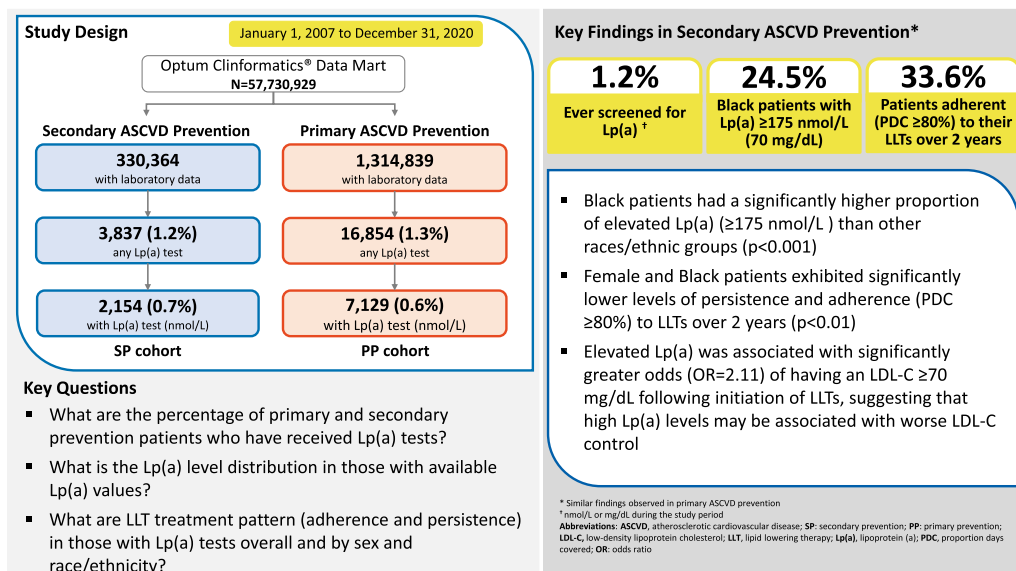 Study Design
January 1, 2007 to December 31, 2020
Optum Clinformatics® Data Mart
N=57,730,929
Secondary ASCVD Prevention
330,364
with laboratory data
3,837 (1.2%)
any Lp(a) test
2,154 (0.7%)
with Lp(a) test (nmol/L)
SP cohort
Primary ASCVD Prevention
1,314,839
with laboratory data
16,854 (1.3%)
any Lp(a) test
7,129 (0.6%)
with Lp(a) test (nmol/L)
PP cohort
Key Questions
▪ What are the percentage of primary and secondary
prevention patients who have received Lp(a) tests?
▪ What is the Lp(a) level distribution in those with available
Lp(a) values?
▪ What are LLT treatment pattern (adherence and persistence)
in those with Lp(a) tests overall and by sex and
race/ethnicity?
Key Findings in Secondary ASCVD Prevention*
1.2%
Ever screened for
Lp(a) †
24.5%
Black patients with
Lp(a) ≥175 nmol/L
(70 mg/dL)
33.6%
Patients adherent
(PDC ≥80%) to their
LLTs over 2 years
▪ Black patients had a significantly higher proportion
of elevated Lp(a) (≥175 nmol/L ) than other
races/ethnic groups (p<0.001)
▪ Female and Black patients exhibited significantly
lower levels of persistence and adherence (PDC
≥80%) to LLTs over 2 years (p<0.01)
▪ Elevated Lp(a) was associated with significantly
greater odds (OR=2.11) of having an LDL-C ≥70
mg/dL following initiation of LLTs, suggesting that
high Lp(a) levels may be associated with worse LDL-C
control
* Similar findings observed in primary ASCVD prevention
† nmol/L or mg/dL during the study period
Abbreviations: ASCVD, atherosclerotic cardiovascular disease; SP: secondary prevention; PP: primary prevention;
LDL-C, low-density lipoprotein cholesterol; LLT, lipid lowering therapy; Lp(a), lipoprotein (a); PDC, proportion days
covered; OR: odds ratio